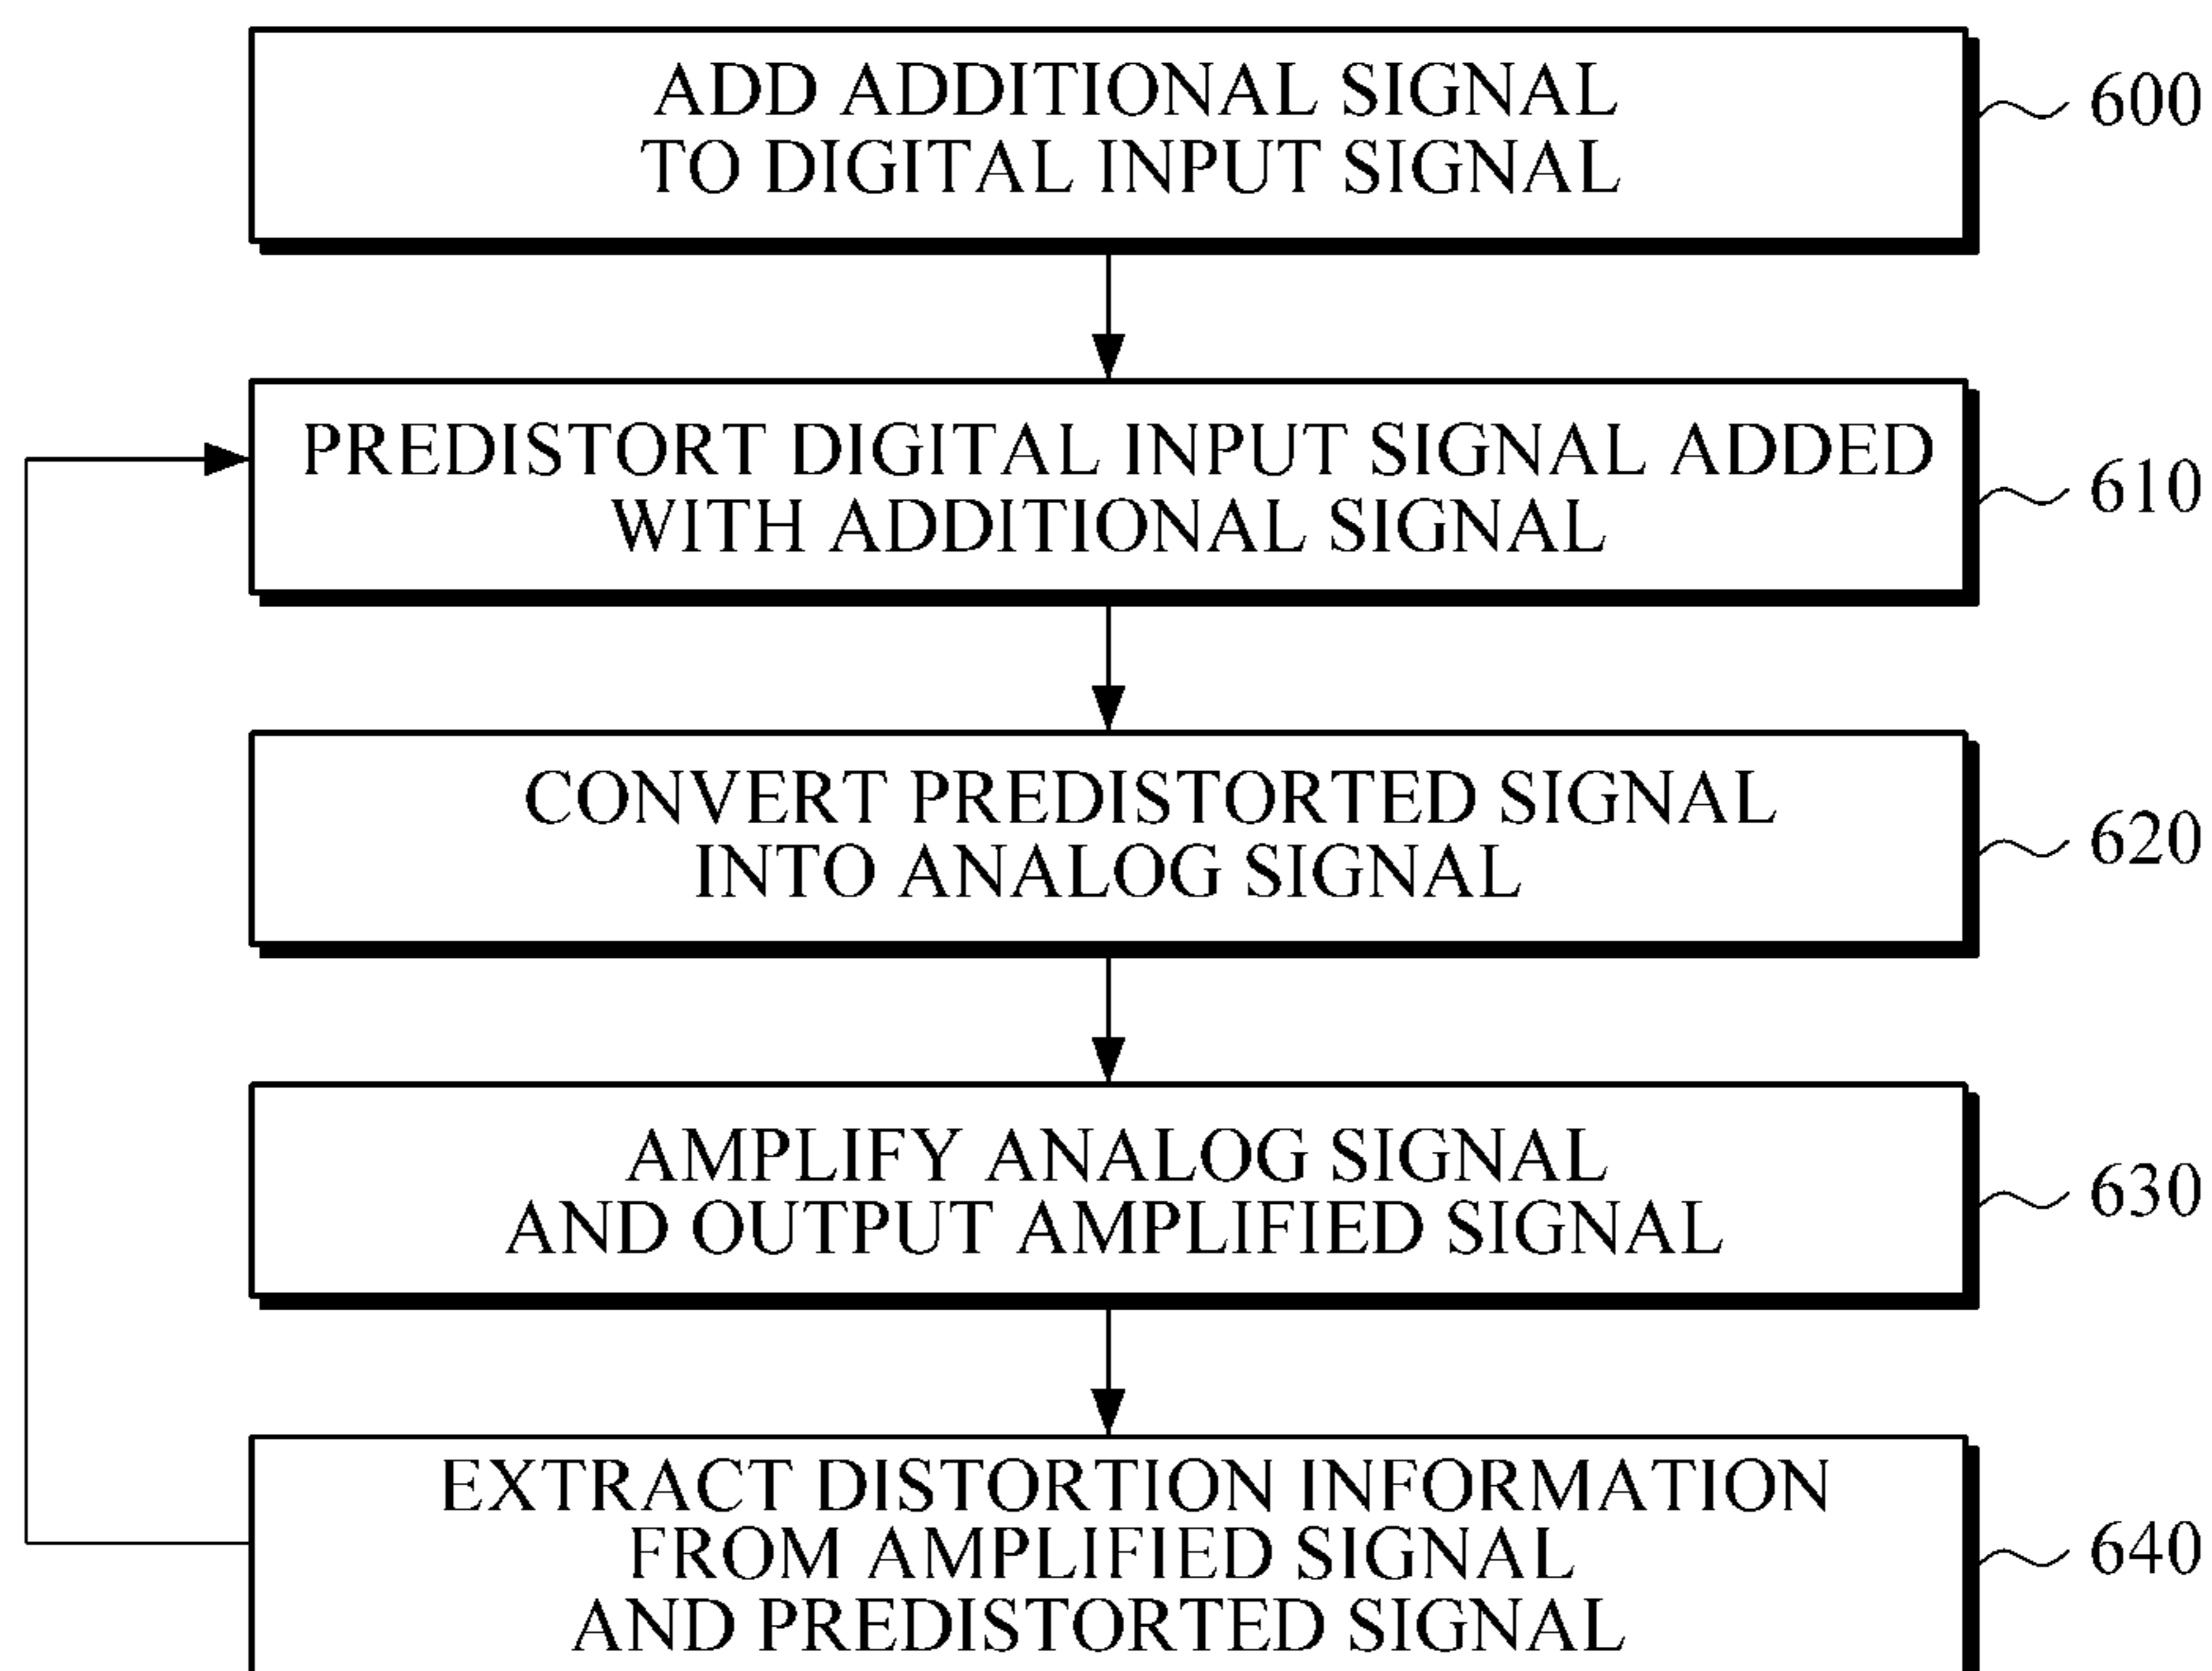 ADD ADDITIONAL SIGNAL
TO DIGITAL INPUT SIGNAL
600
PREDISTORT DIGITAL INPUT SIGNAL ADDED
WITH ADDITIONAL SIGNAL
610
CONVERT PREDISTORTED SIGNAL
INTO ANALOG SIGNAL
620
AMPLIFY ANALOG SIGNAL
AND OUTPUT AMPLIFIED SIGNAL
630
EXTRACT DISTORTION INFORMATION
FROM AMPLIFIED SIGNAL
AND PREDISTORTED SIGNAL
640